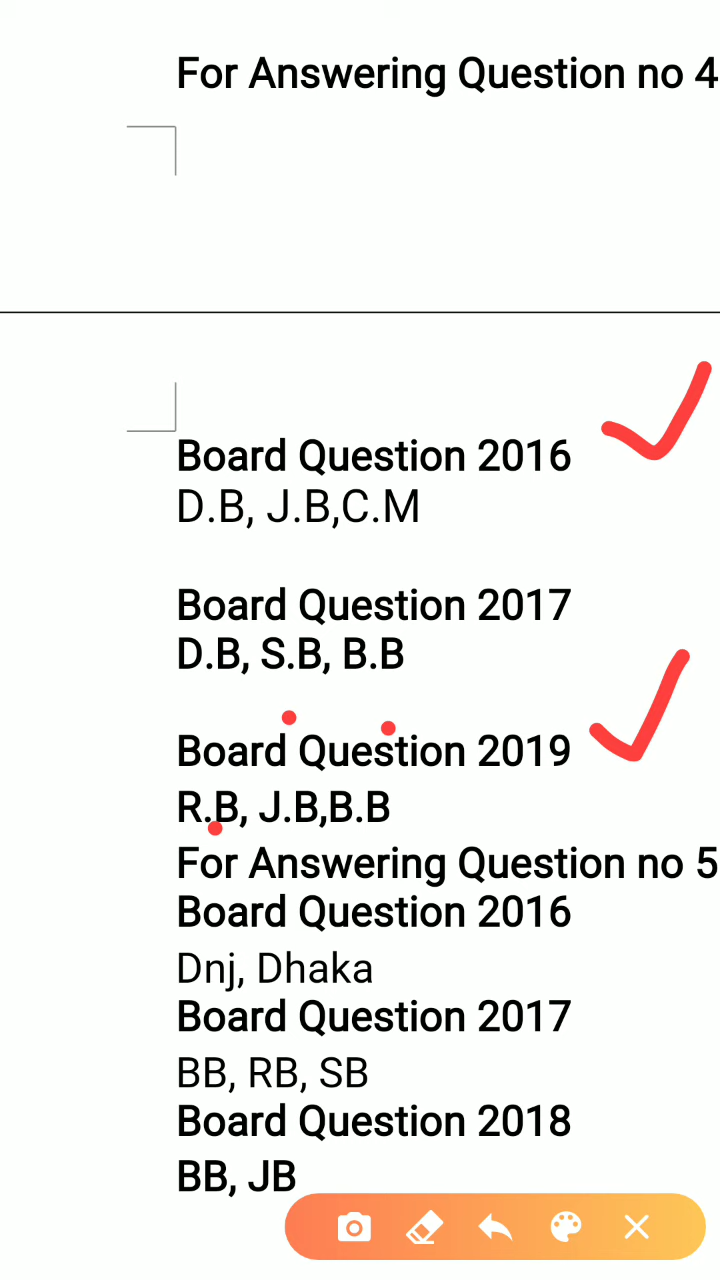 For Answering Question no 4
Board Question 2016
D.B, J.B,C.M
Board Question 2017
D.B, S.B, B.B
Board Question 2019
R.B, J.B,B.B
For Answering Question no 5
Board Question 2016
Dnj, Dhaka
Board Question 2017
BB, RB, SB
Board Question 2018
BB, JB